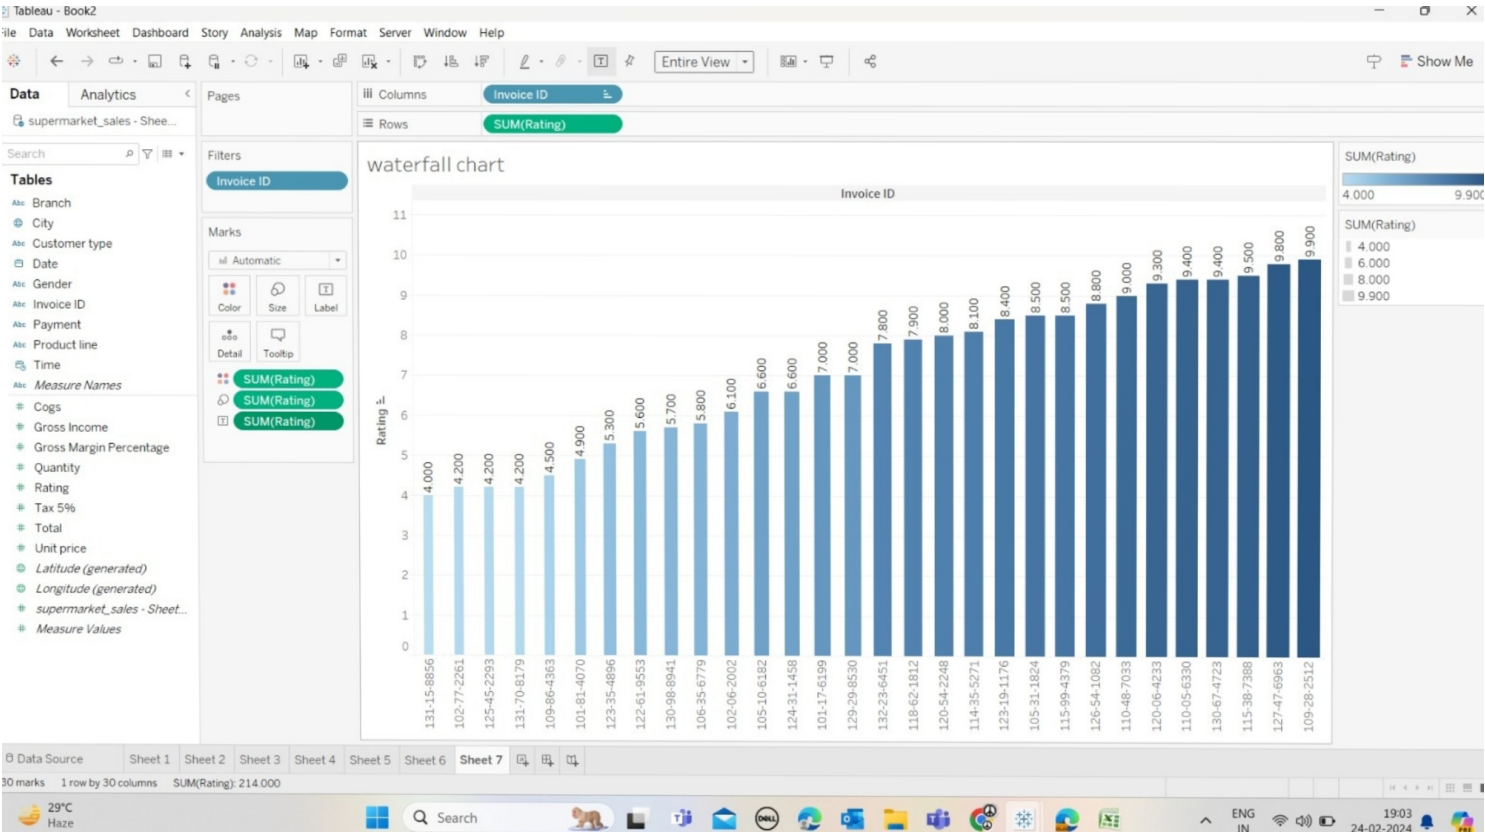 Tableau - Book2
File Data Worksheet Dashboard Story Analysis Map Format Server Window Help
Entire View
Show Me
Data Analytics
supermarket_sales - Shee...
Search
Tables
Abc Branch
City
Abc Customer type
Date
Abc Gender
Abc Invoice ID
Abc Payment
Abc Product line
Time
Abc Measure Names
# Cogs
# Gross Income
# Gross Margin Percentage
# Quantity
# Rating
# Tax 5%
# Total
# Unit price
Latitude (generated)
Longitude (generated)
# supermarket_sales - Sheet...
# Measure Values
Pages
Filters
Invoice ID
Marks
Automatic
Color Size Label
Detail Tooltip
SUM(Rating)
SUM(Rating)
SUM(Rating)
Columns Invoice ID
Rows SUM(Rating)
waterfall chart
Invoice ID
Rating
11
10
9
8
7
6
5
4
3
2
1
0
4.000
4.200
4.200
4.200
4.500
4.900
5.300
5.600
5.700
5.800
6.100
6.600
6.600
7.000
7.000
7.800
7.900
8.000
8.100
8.400
8.500
8.500
8.800
9.000
9.300
9.400
9.400
9.500
9.800
9.900
131-15-8856
102-77-2261
125-45-2293
131-70-8179
109-86-4363
101-81-4070
123-35-4896
122-61-9553
130-98-8941
106-35-6779
102-06-2002
105-10-6182
124-31-1458
101-17-6199
129-29-8530
132-23-6451
118-62-1812
120-54-2248
114-35-5271
123-19-1176
105-31-1824
115-99-4379
126-54-1082
110-48-7033
120-06-4233
110-05-6330
130-67-4723
115-38-7388
127-47-6963
109-28-2512
SUM(Rating)
4.000 9.900
SUM(Rating)
4.000
6.000
8.000
9.900
Data Source Sheet 1 Sheet 2 Sheet 3 Sheet 4 Sheet 5 Sheet 6 Sheet 7
30 marks 1 row by 30 columns SUM(Rating): 214.000
29°C
Haze
Search
DELL
ENG
IN
19:03
24-02-2024